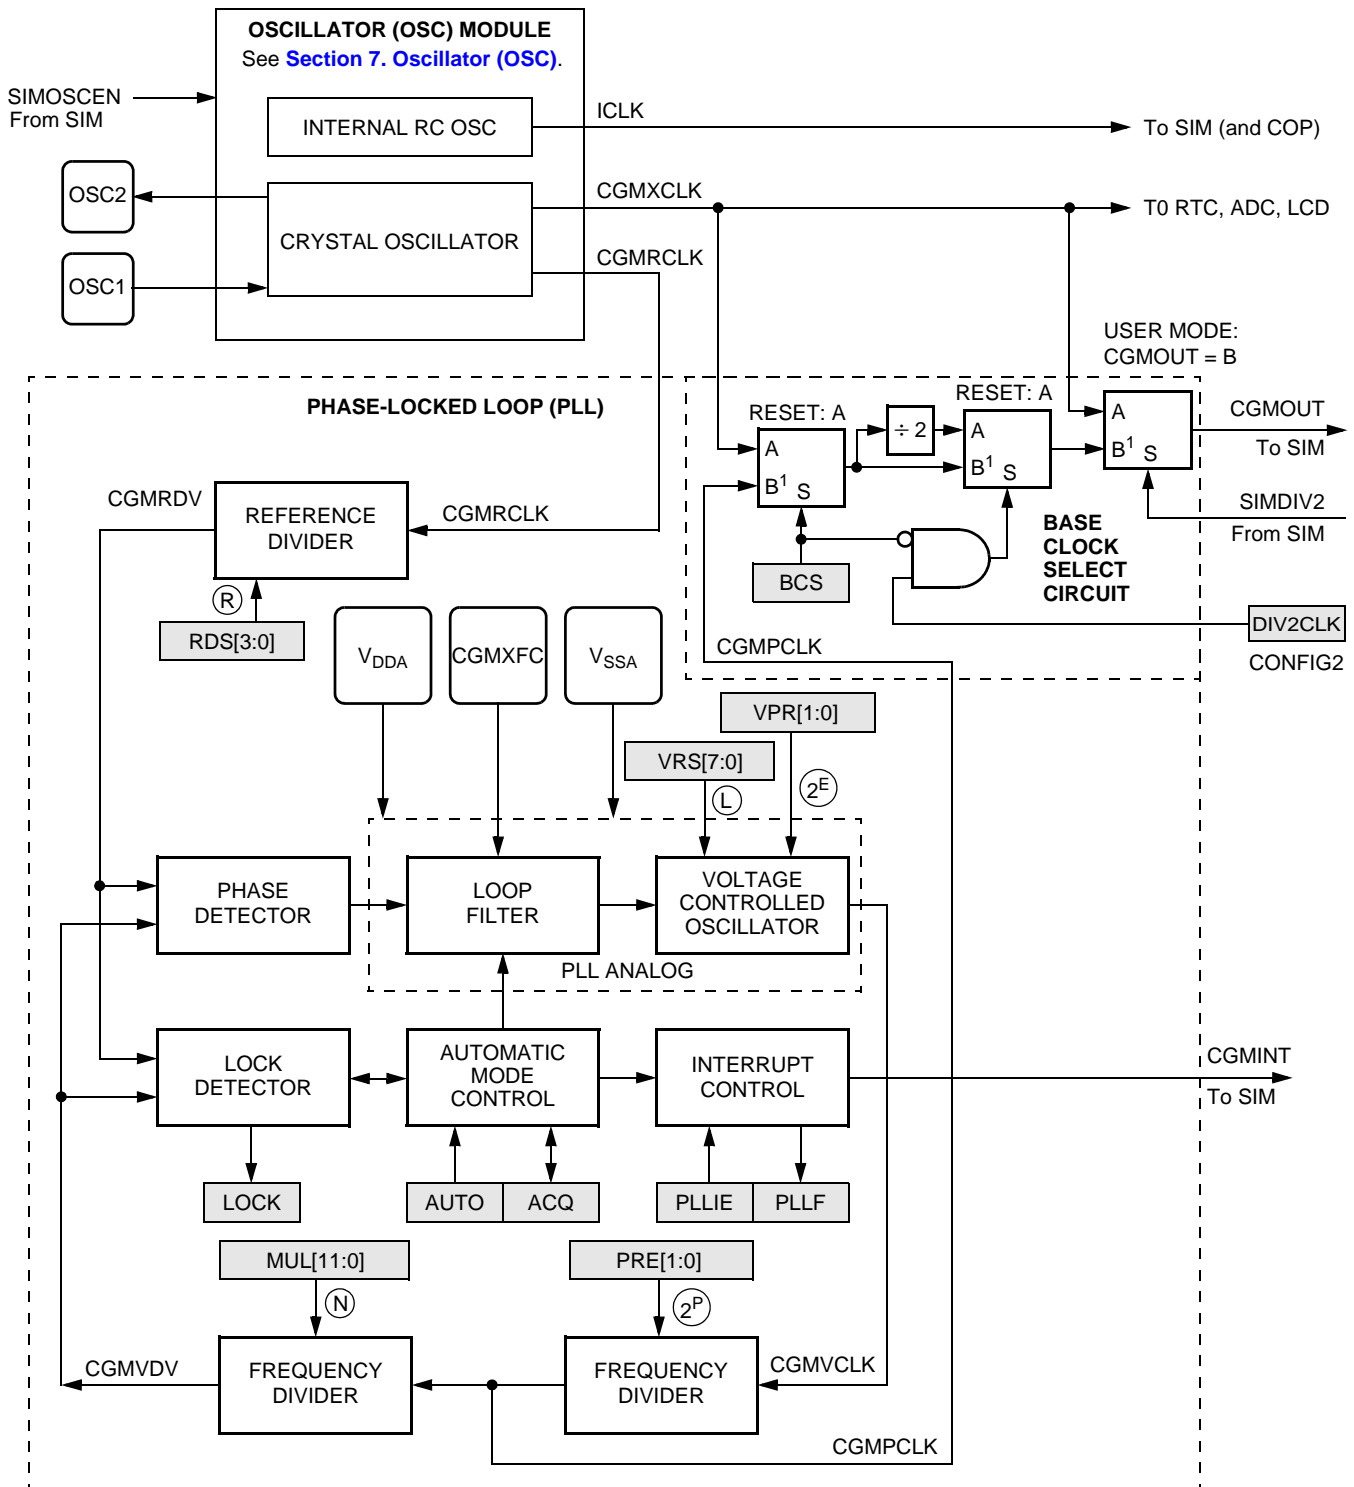 OSCILLATOR (OSC) MODULE
See Section 7. Oscillator (OSC).
SIMOSCEN
From SIM
INTERNAL RC OSC
ICLK
To SIM (and COP)
OSC2
CRYSTAL OSCILLATOR
CGMXCLK
T0 RTC, ADC, LCD
OSC1
CGMRCLK
USER MODE:
CGMOUT = B
PHASE-LOCKED LOOP (PLL)
RESET: A
A
B1 S
÷ 2
RESET: A
A
B1 S
A
B1 S
CGMOUT
To SIM
SIMDIV2
From SIM
BCS
BASE
CLOCK
SELECT
CIRCUIT
DIV2CLK
CONFIG2
CGMRDV
REFERENCE
DIVIDER
CGMRCLK
R
RDS[3:0]
VDDA
CGMXFC
VSSA
CGMPCLK
VPR[1:0]
VRS[7:0]
L
2E
PHASE
DETECTOR
LOOP
FILTER
VOLTAGE
CONTROLLED
OSCILLATOR
PLL ANALOG
LOCK
DETECTOR
AUTOMATIC
MODE
CONTROL
INTERRUPT
CONTROL
CGMINT
To SIM
LOCK
AUTO
ACQ
PLLIE
PLLF
MUL[11:0]
PRE[1:0]
N
2P
CGMVDV
FREQUENCY
DIVIDER
FREQUENCY
DIVIDER
CGMVCLK
CGMPCLK